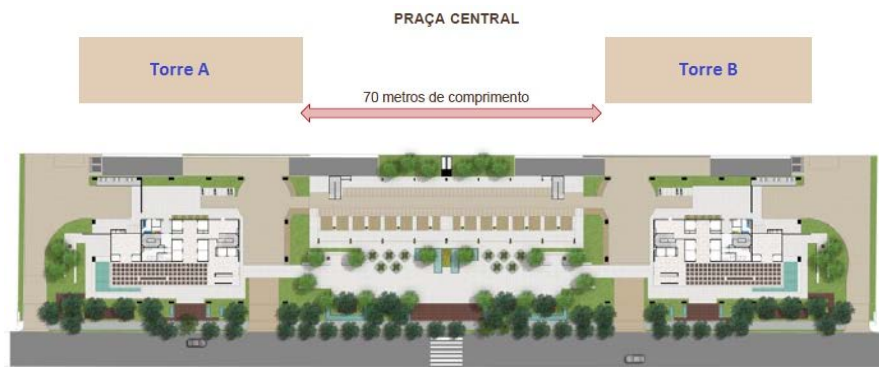 PRAÇA CENTRAL
Torre A
Torre B
70 metros de comprimento